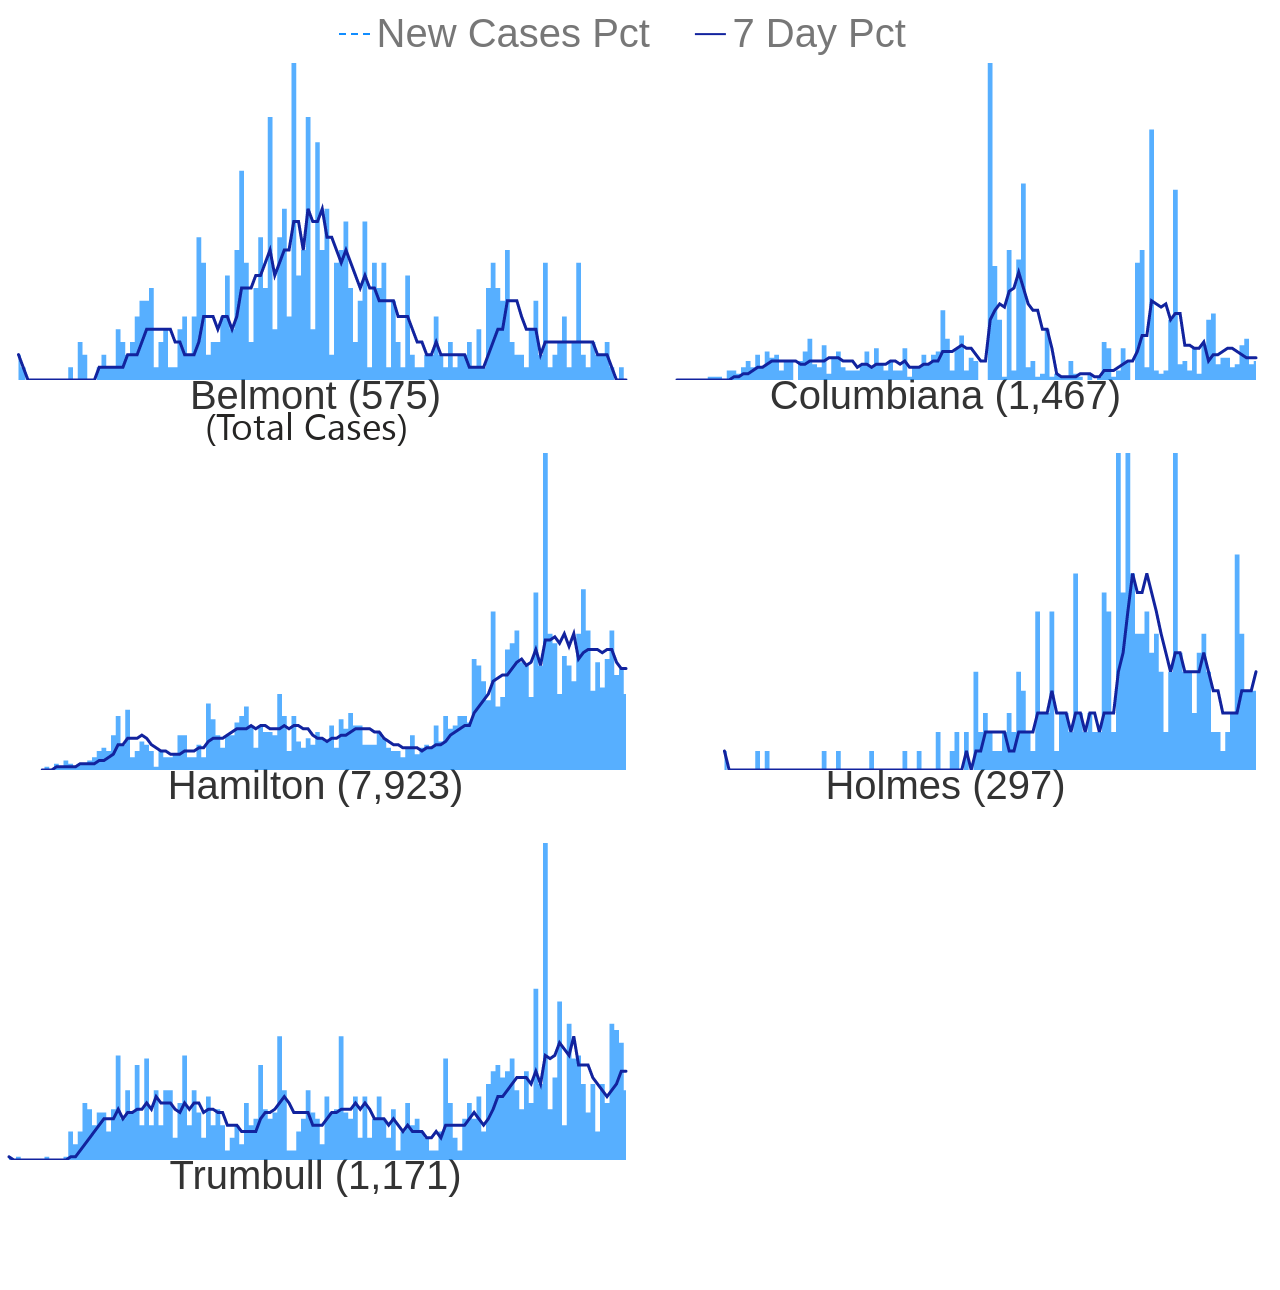 New Cases Pct 7 Day Pct
Belmont (575)
(Total Cases)
Columbiana (1,467)
Hamilton (7,923)
Holmes (297)
Trumbull (1,171)